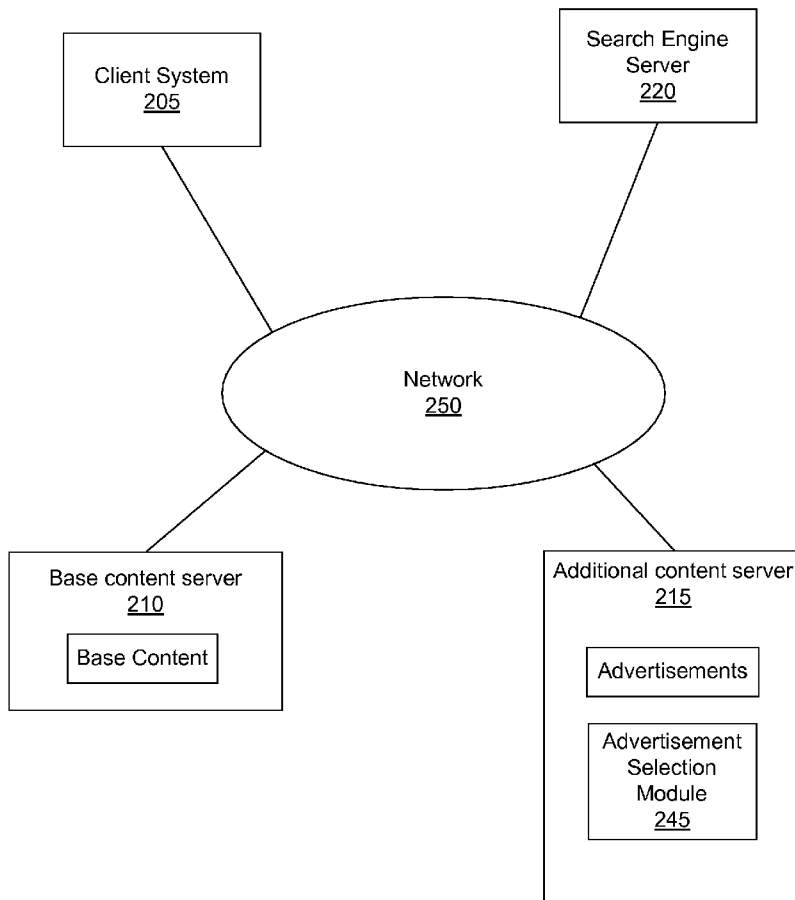 Client System
205
Search Engine
Server
220
Network
250
Base content server
210
Base Content
Additional content server
215
Advertisements
Advertisement
Selection
Module
245